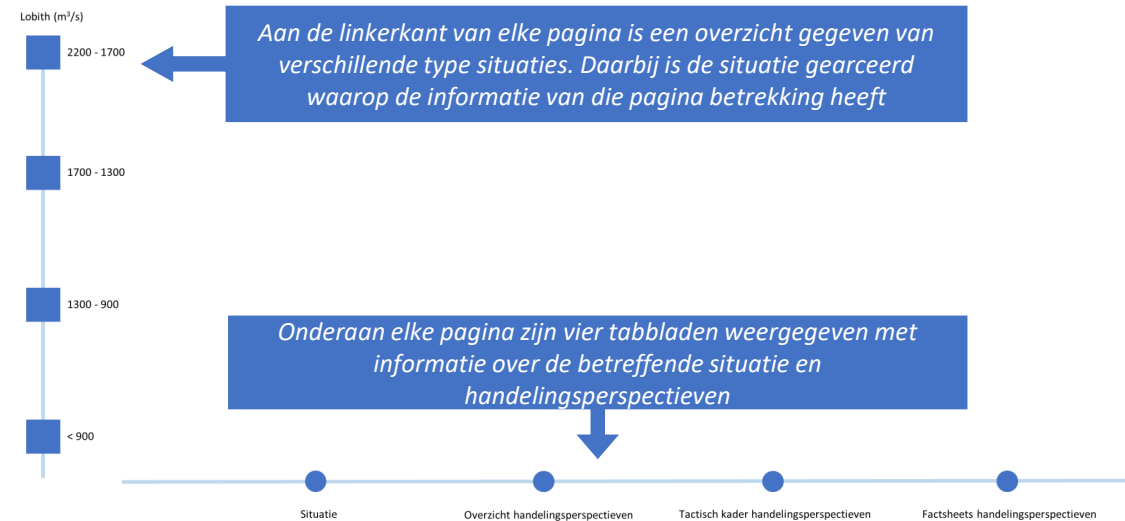 Lobith (m³/s)
2200 - 1700
Aan de linkerkant van elke pagina is een overzicht gegeven van
verschillende type situaties. Daarbij is de situatie gearceerd
waarop de informatie van die pagina betrekking heeft
1700 - 1300
1300 - 900
Onderaan elke pagina zijn vier tabbladen weergegeven met
informatie over de betreffende situatie en
handelingsperspectieven
< 900
Situatie
Overzicht handelingsperspectieven
Tactisch kader handelingsperspectieven
Factsheets handelingsperspectieven